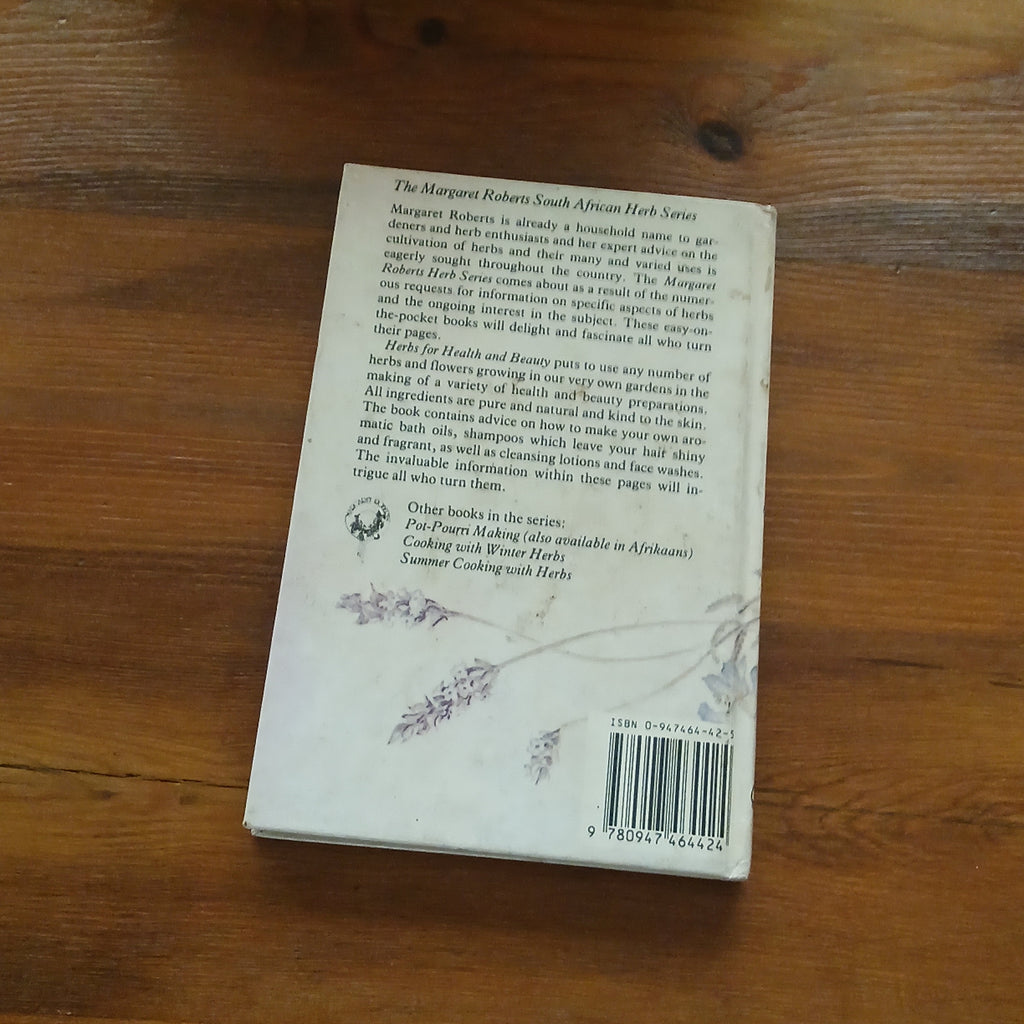 The Margaret Roberts South African Herb Series
Margaret Roberts is already a household name to gar-
deners and herb enthusiasts and her expert advice on the
cultivation of herbs and their many and varied uses is
eagerly sought throughout the country. The Margaret
Roberts Herb Series comes about as a result of the numer-
ous requests for information on specific aspects of herbs
and the ongoing interest in the subject. These easy-on-
the-pocket books will delight and fascinate all who turn
their pages.
Herbs for Health and Beauty puts to use any number of
herbs and flowers growing in our very own gardens in the
making of a variety of health and beauty preparations.
All ingredients are pure and natural and kind to the skin.
The book contains advice on how to make your own aro-
matic bath oils, shampoos which leave your hair shiny
and fragrant, as well as cleansing lotions and face washes.
The invaluable information within these pages will in-
trigue all who turn them.
Other books in the series:
Pot-Pourri Making (also available in Afrikaans)
Cooking with Winter Herbs
Summer Cooking with Herbs
ISBN 0-947464-42-5
9 780947 464424